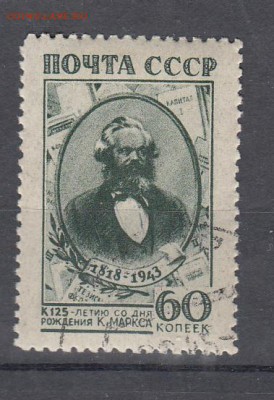 ПОЧТА СССР
КАПИТАЛ
1818-1943
60
КОПЕЕК
К 125-ЛЕТИЮ СО ДНЯ
РОЖДЕНИЯ К. МАРКСА